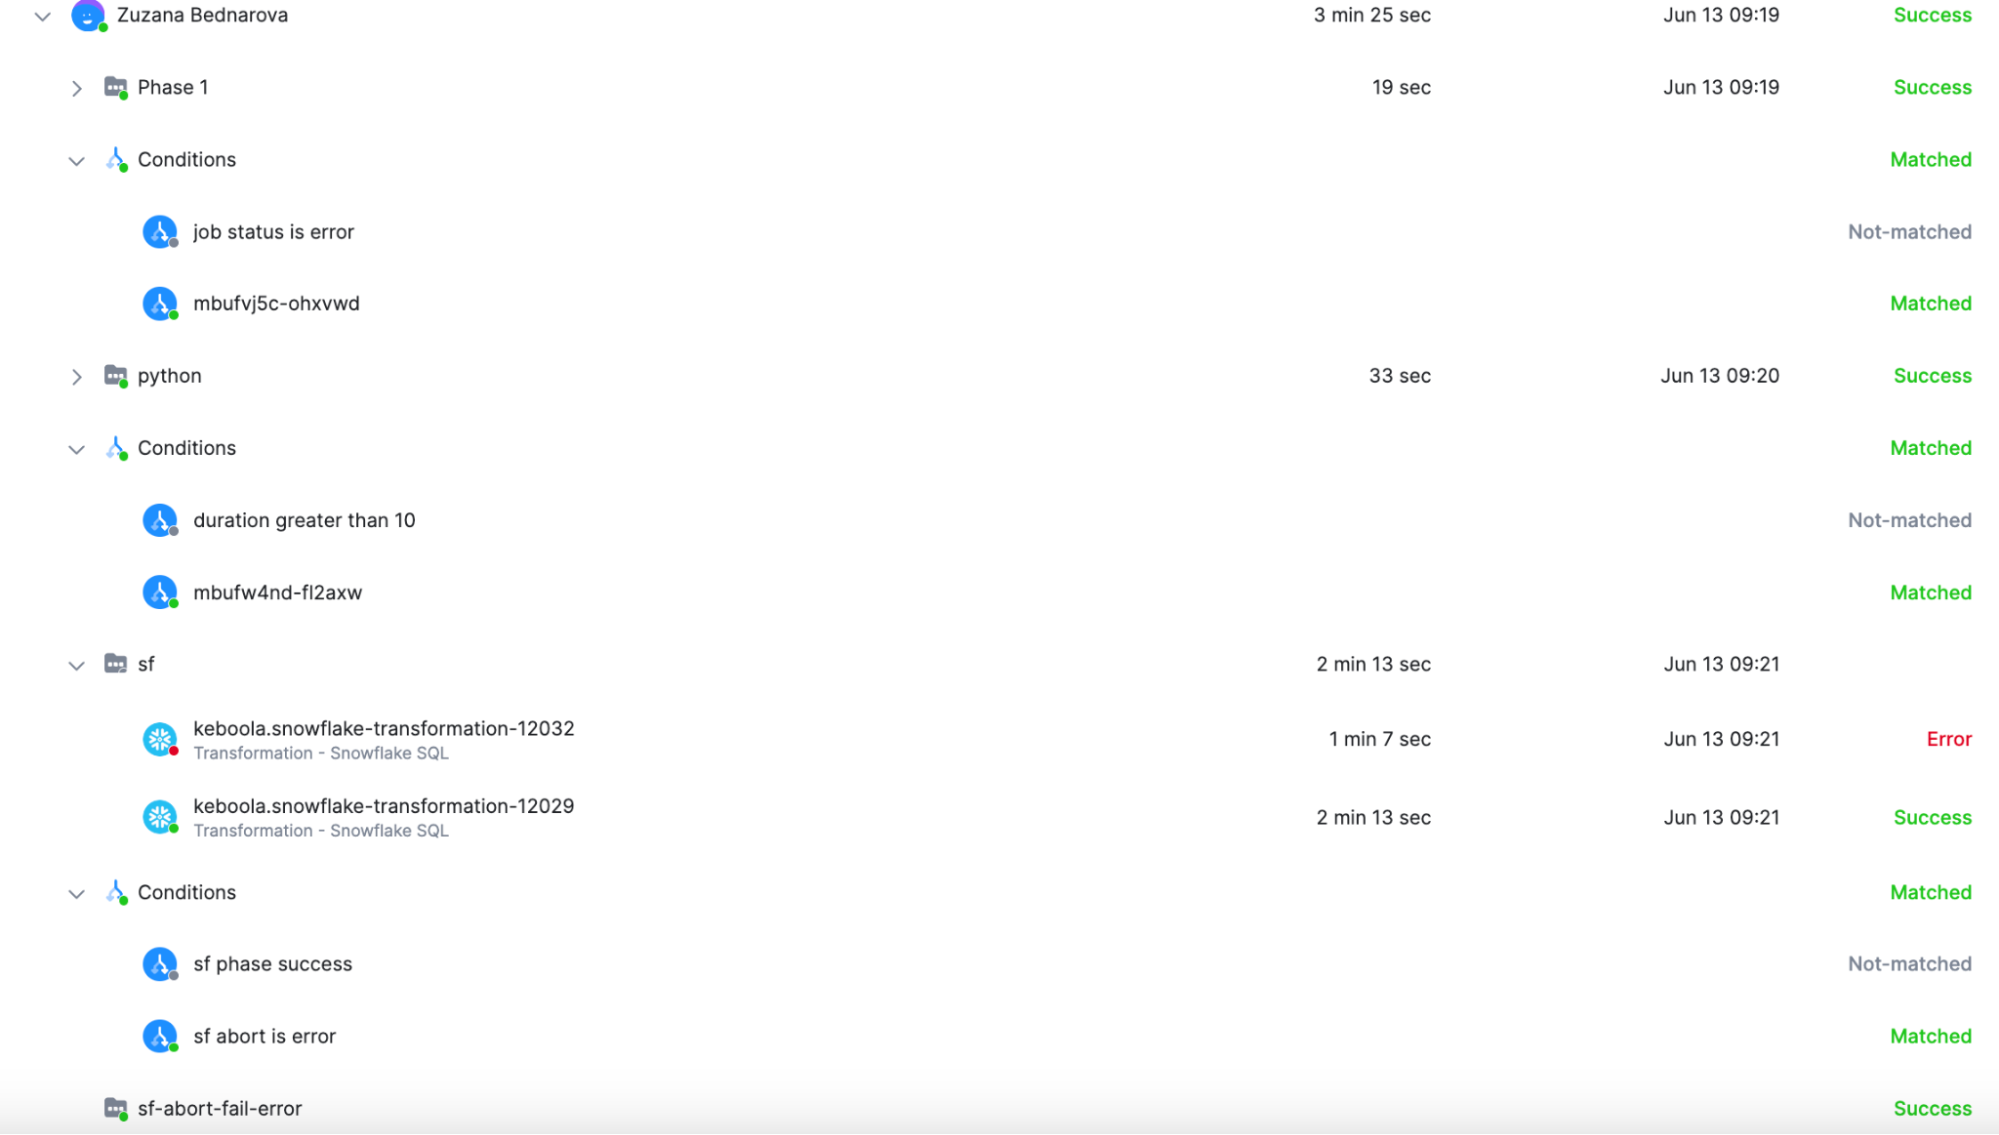 Zuzana Bednarova 3 min 25 sec Jun 13 09:19 Success
Phase 1 19 sec Jun 13 09:19 Success
Conditions Matched
job status is error Not-matched
mbufvj5c-ohxvwd Matched
python 33 sec Jun 13 09:20 Success
Conditions Matched
duration greater than 10 Not-matched
mbufw4nd-fl2axw Matched
sf 2 min 13 sec Jun 13 09:21
keboola.snowflake-transformation-12032 1 min 7 sec Jun 13 09:21 Error
Transformation - Snowflake SQL
keboola.snowflake-transformation-12029 2 min 13 sec Jun 13 09:21 Success
Transformation - Snowflake SQL
Conditions Matched
sf phase success Not-matched
sf abort is error Matched
sf-abort-fail-error Success